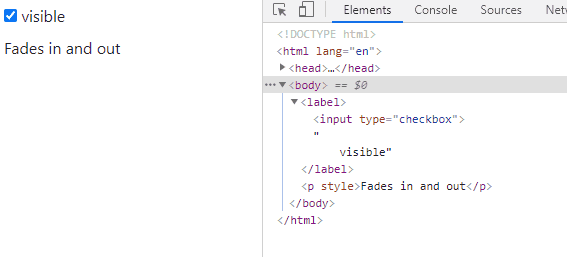 visible
Fades in and out
Elements Console Sources Network
<!DOCTYPE html>
<html lang="en">
<head>…</head>
<body> == $0
<label>
<input type="checkbox">
"
visible"
</label>
<p style>Fades in and out</p>
</body>
</html>